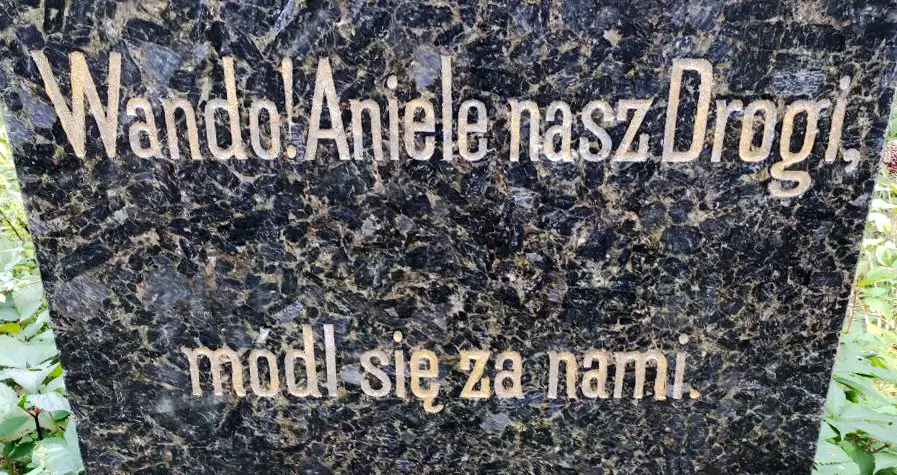 Wando! Aniele nasz Drogi,
módl się za nami.